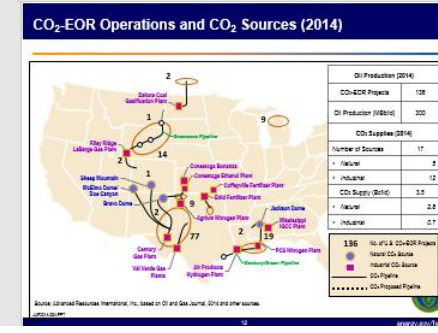 CO₂-EOR Operations and CO₂ Sources (2014)
2
Dakota Coal
Gasification Plant
1
9
Greencore Pipeline
Riley Ridge
LaBarge Gas Plant
14
2
Conestoga Bonanza
Conestoga Ethanol Plant
Sheep Mountain
1
Coffeyville Fertilizer Plant
McElmo Dome
Doe Canyon
Enid Fertilizer Plant
Bravo Dome
2
9
Jackson Dome
Agrium Nitrogen Plant
2
Mississippi
IGCC Plant
77
19
Century
Gas Plant
PCS Nitrogen Plant
Val Verde Gas
Plants
Air Products
Hydrogen Plant
Denbury/Green Pipeline
Oil Production (2014)
CO₂-EOR Projects 136
Oil Production (MBbl/d) 300
CO₂ Supplies (2014)
Number of Sources 17
• Natural 5
• Industrial 12
CO₂ Supply (Bcf/d) 3.5
• Natural 2.8
• Industrial 0.7
136 No. of U.S. CO₂-EOR Projects
Natural CO₂ Source
Industrial CO₂ Source
CO₂ Pipeline
CO₂ Proposed Pipeline
Source: Advanced Resources International, Inc., based on Oil and Gas Journal, 2014 and other sources.
12